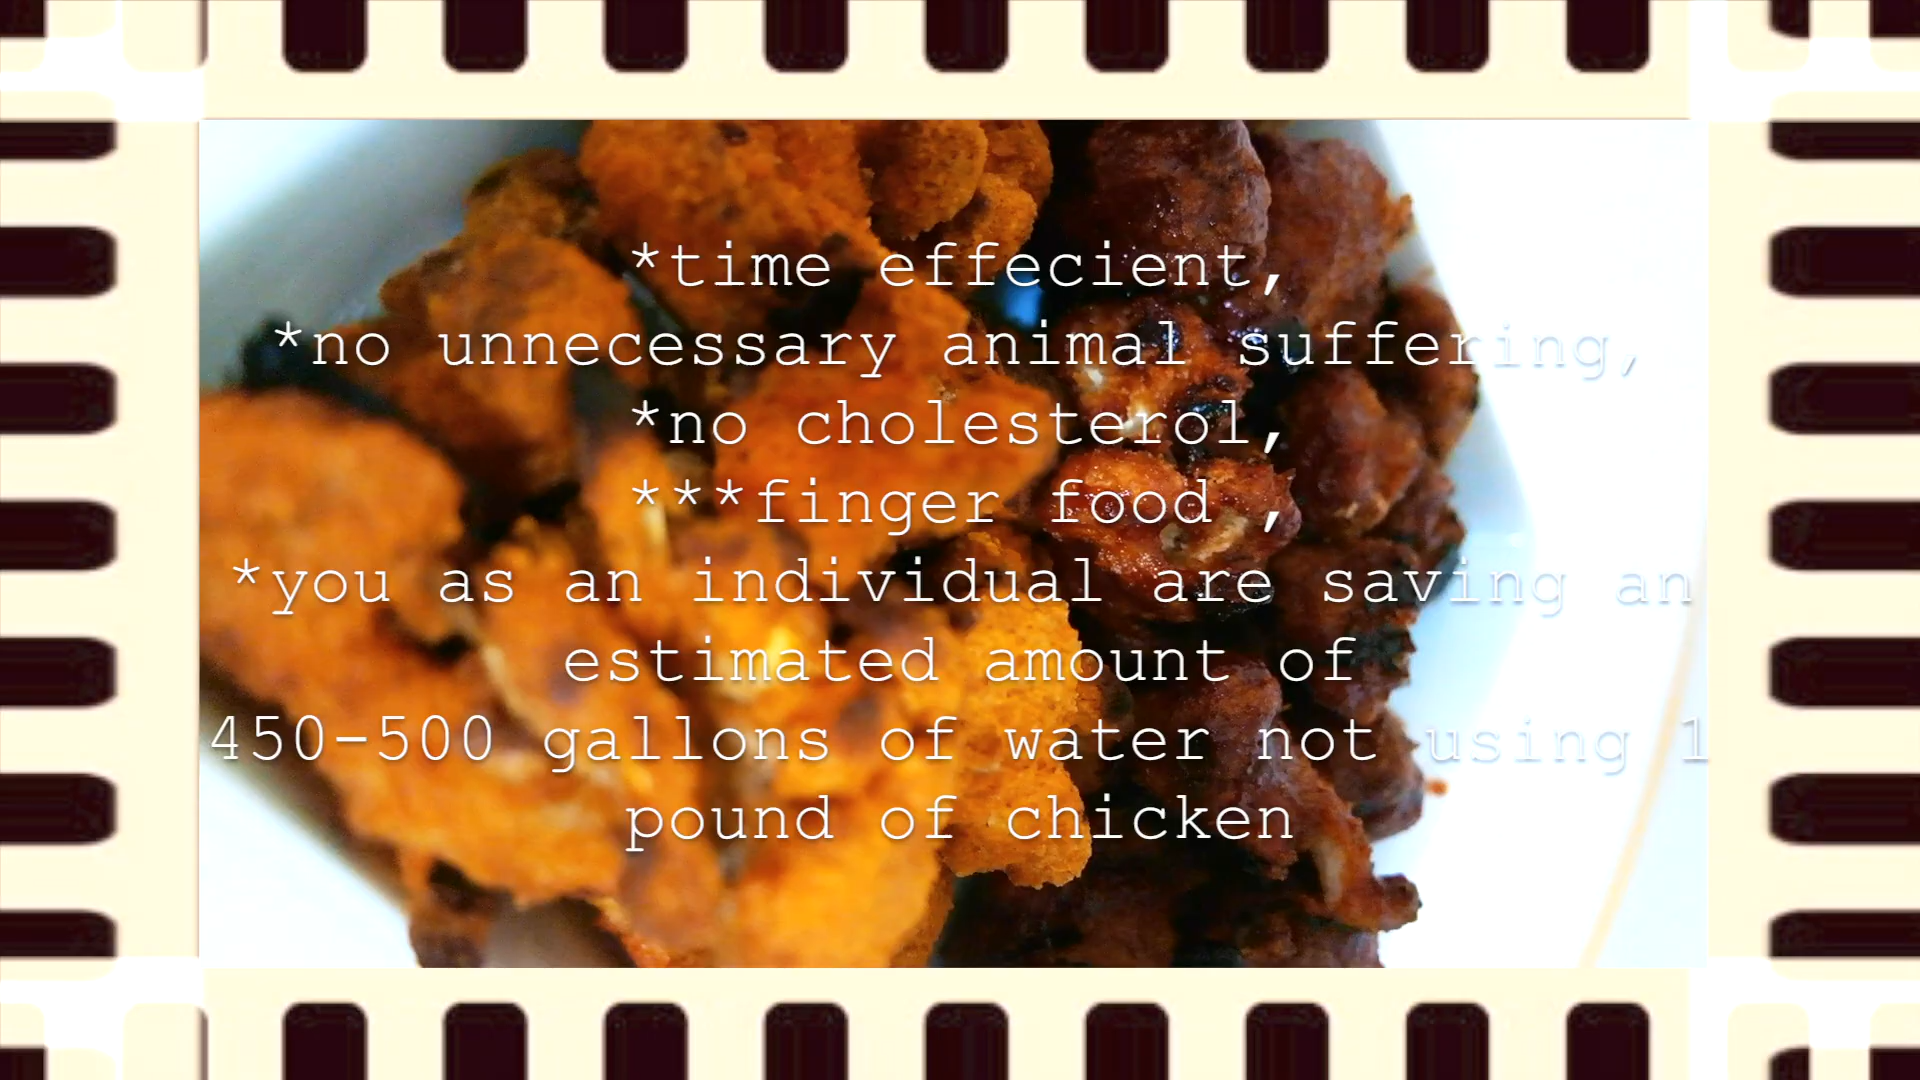 *time effecient,
*no unnecessary animal suffering,
*no cholesterol,
***finger food ,
*you as an individual are saving an
estimated amount of
450-500 gallons of water not using 1
pound of chicken